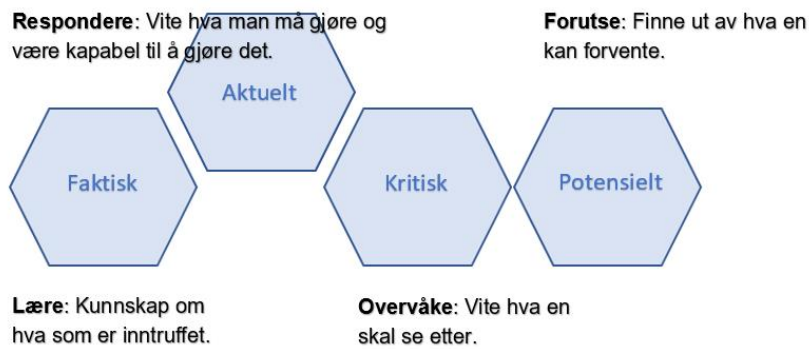 Respondere: Vite hva man må gjøre og
være kapabel til å gjøre det.
Forutse: Finne ut av hva en
kan forvente.
Aktuelt
Faktisk
Kritisk
Potensielt
Lære: Kunnskap om
hva som er inntruffet.
Overvåke: Vite hva en
skal se etter.